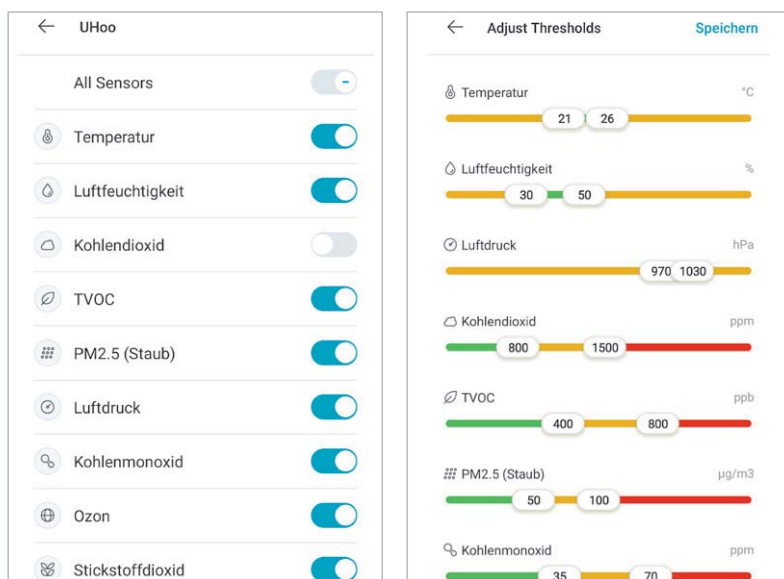 UHoo
All Sensors
Temperatur
Luftfeuchtigkeit
Kohlendioxid
TVOC
PM2.5 (Staub)
Luftdruck
Kohlenmonoxid
Ozon
Stickstoffdioxid
Adjust Thresholds Speichern
Temperatur °C
21 26
Luftfeuchtigkeit %
30 50
Luftdruck hPa
970 1030
Kohlendioxid ppm
800 1500
TVOC ppb
400 800
PM2.5 (Staub) µg/m3
50 100
Kohlenmonoxid ppm
35 70